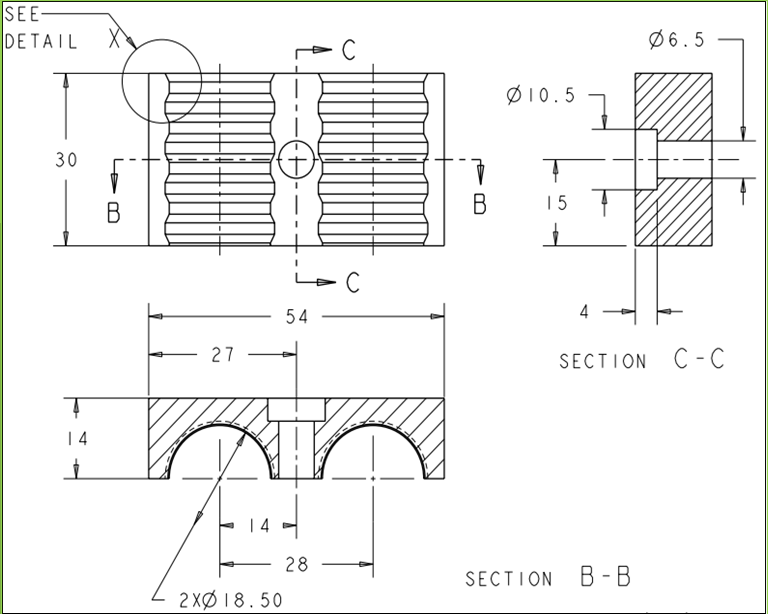 SEE
DETAIL X
C
Ø6.5
Ø10.5
30
15
B
B
C
4
54
SECTION C-C
27
14
14
28
SECTION B-B
2XØ18.50